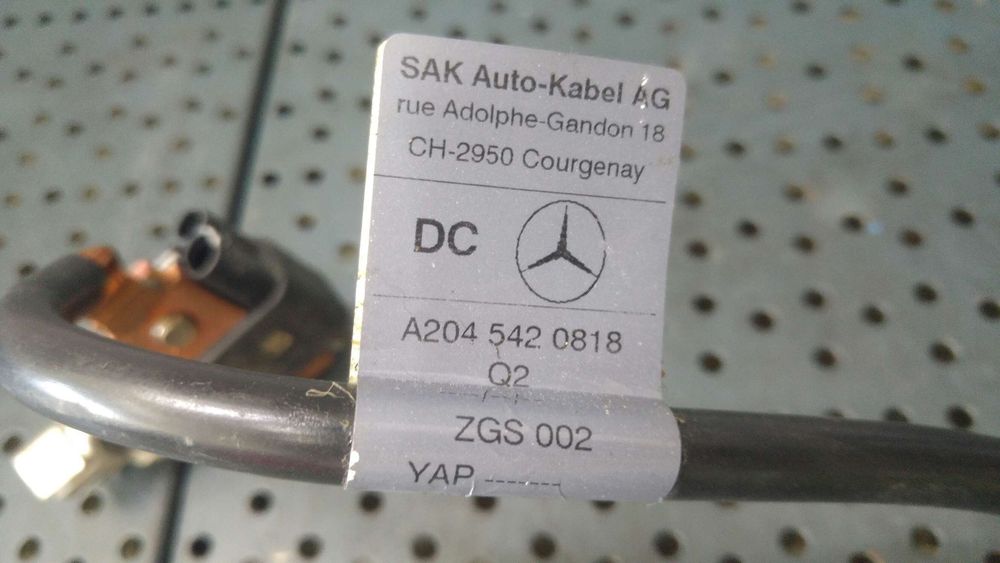 SAK Auto-Kabel AG
rue Adolphe-Gandon 18
CH-2950 Courgenay
DC
A204 542 0818
Q2
ZGS 002
YAP -------